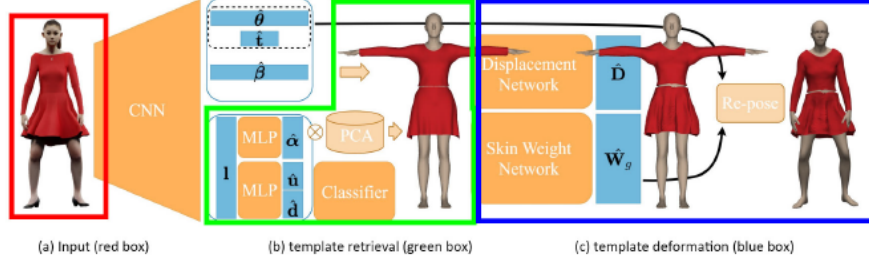 CNN
θ̂
t̂
β̂
l
MLP
α̂
⊗
PCA
MLP
û
d̂
Classifier
Displacement
Network
D̂
Skin Weight
Network
Ŵg
Re-pose
(a) Input (red box)
(b) template retrieval (green box)
(c) template deformation (blue box)